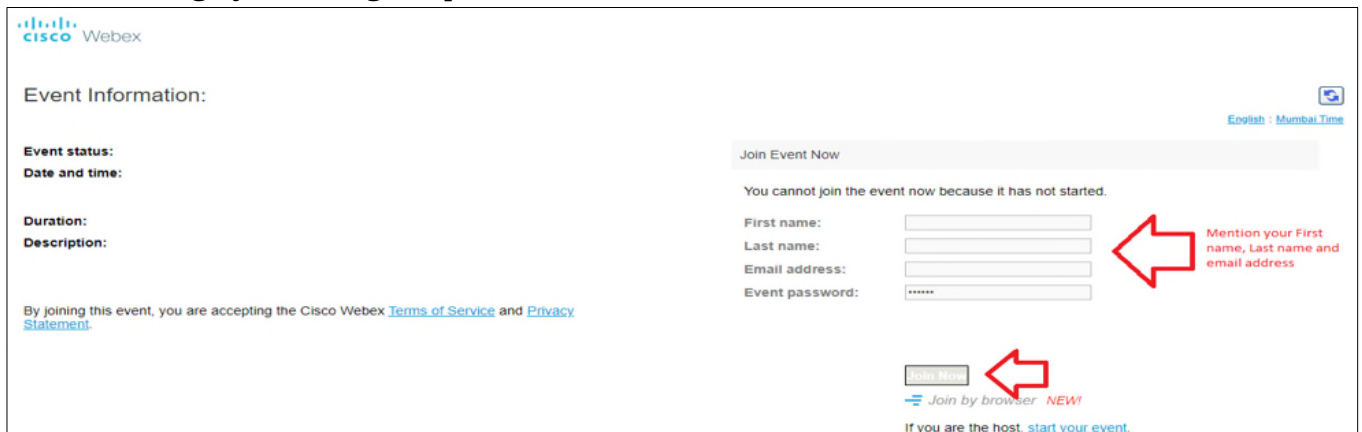 cisco Webex
Event Information:
English : Mumbai Time
Event status:
Date and time:
Duration:
Description:
By joining this event, you are accepting the Cisco Webex Terms of Service and Privacy
Statement.
Join Event Now
You cannot join the event now because it has not started.
First name:
Last name:
Email address:
Event password: ••••••
Mention your First
name, Last name and
email address
Join Now
Join by browser NEW!
If you are the host, start your event.